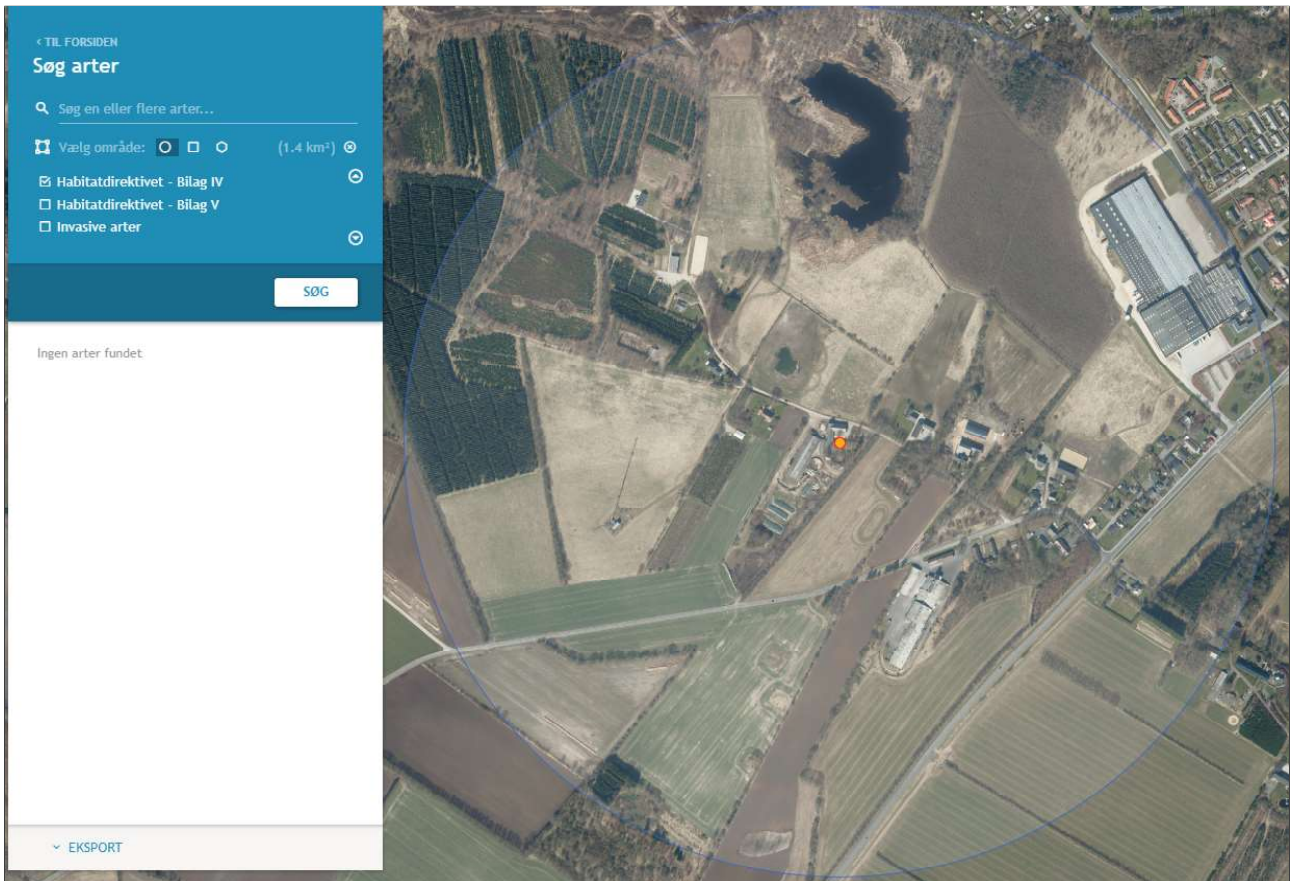 ‹ TIL FORSIDEN
Søg arter
Søg en eller flere arter...
Vælg område: (1.4 km²)
Habitatdirektivet - Bilag IV
Habitatdirektivet - Bilag V
Invasive arter
SØG
Ingen arter fundet
EKSPORT